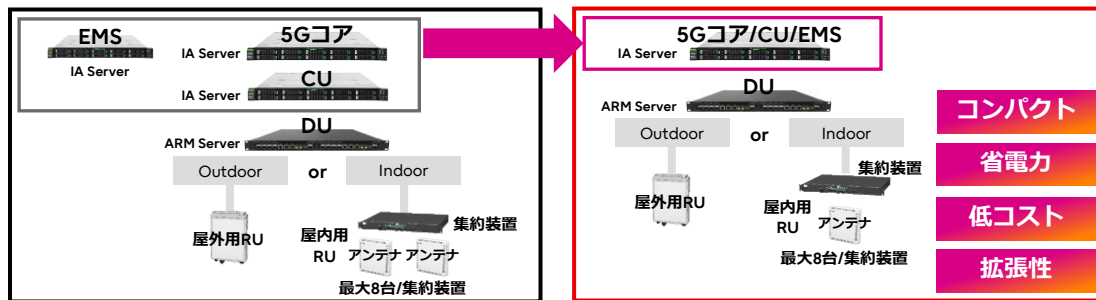 EMS
IA Server
5Gコア
IA Server
CU
IA Server
DU
ARM Server
Outdoor
or
Indoor
屋外用RU
集約装置
屋内用
RU
アンテナ
アンテナ
最大8台/集約装置
5Gコア/CU/EMS
IA Server
DU
ARM Server
Outdoor
or
Indoor
集約装置
屋外用RU
屋内用
RU
アンテナ
最大8台/集約装置
コンパクト
省電力
低コスト
拡張性